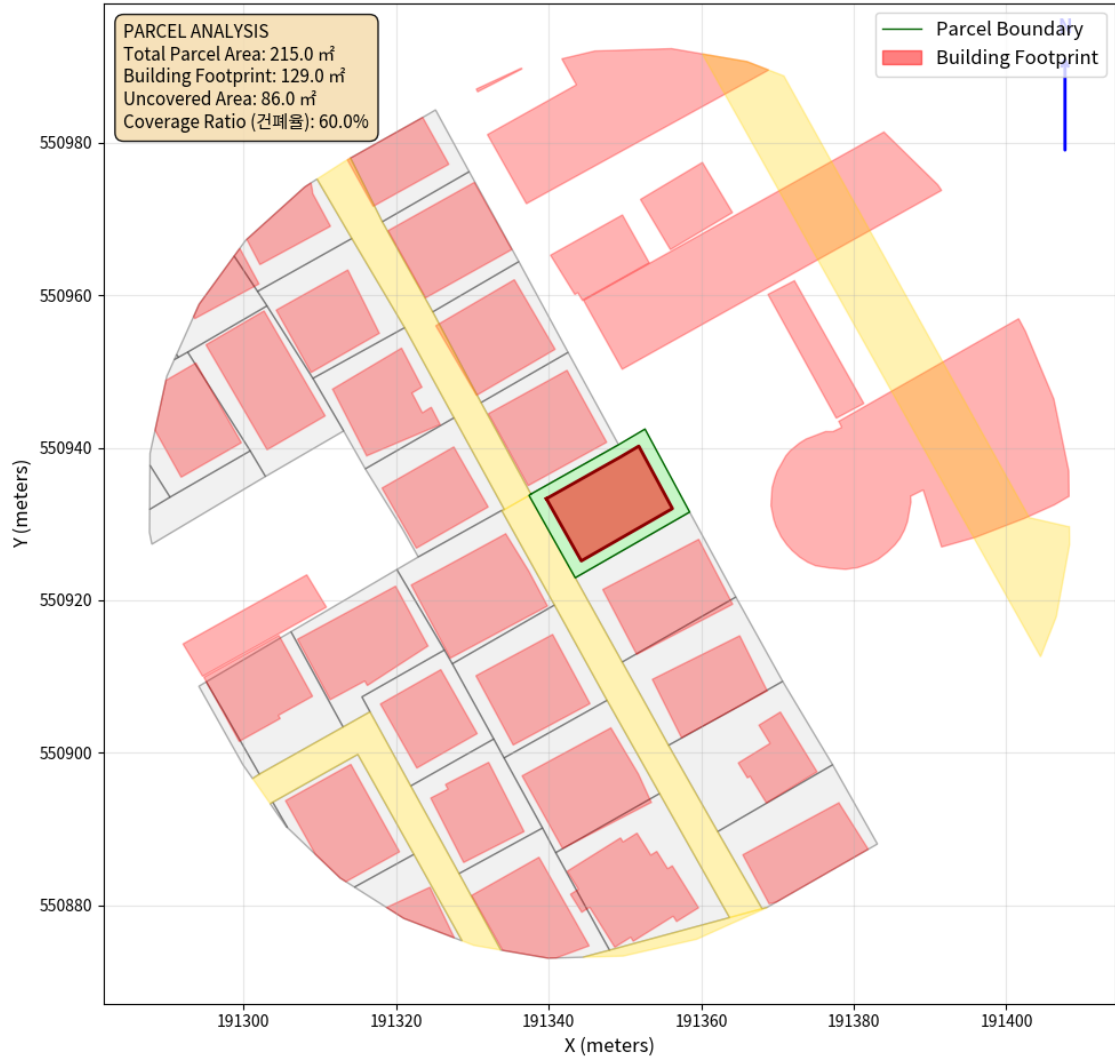 PARCEL ANALYSIS
Total Parcel Area: 215.0 ㎡
Building Footprint: 129.0 ㎡
Uncovered Area: 86.0 ㎡
Coverage Ratio (건폐율): 60.0%
Parcel Boundary
Building Footprint
N
550980
550960
550940
550920
550900
550880
Y (meters)
191300
191320
191340
191360
191380
191400
X (meters)